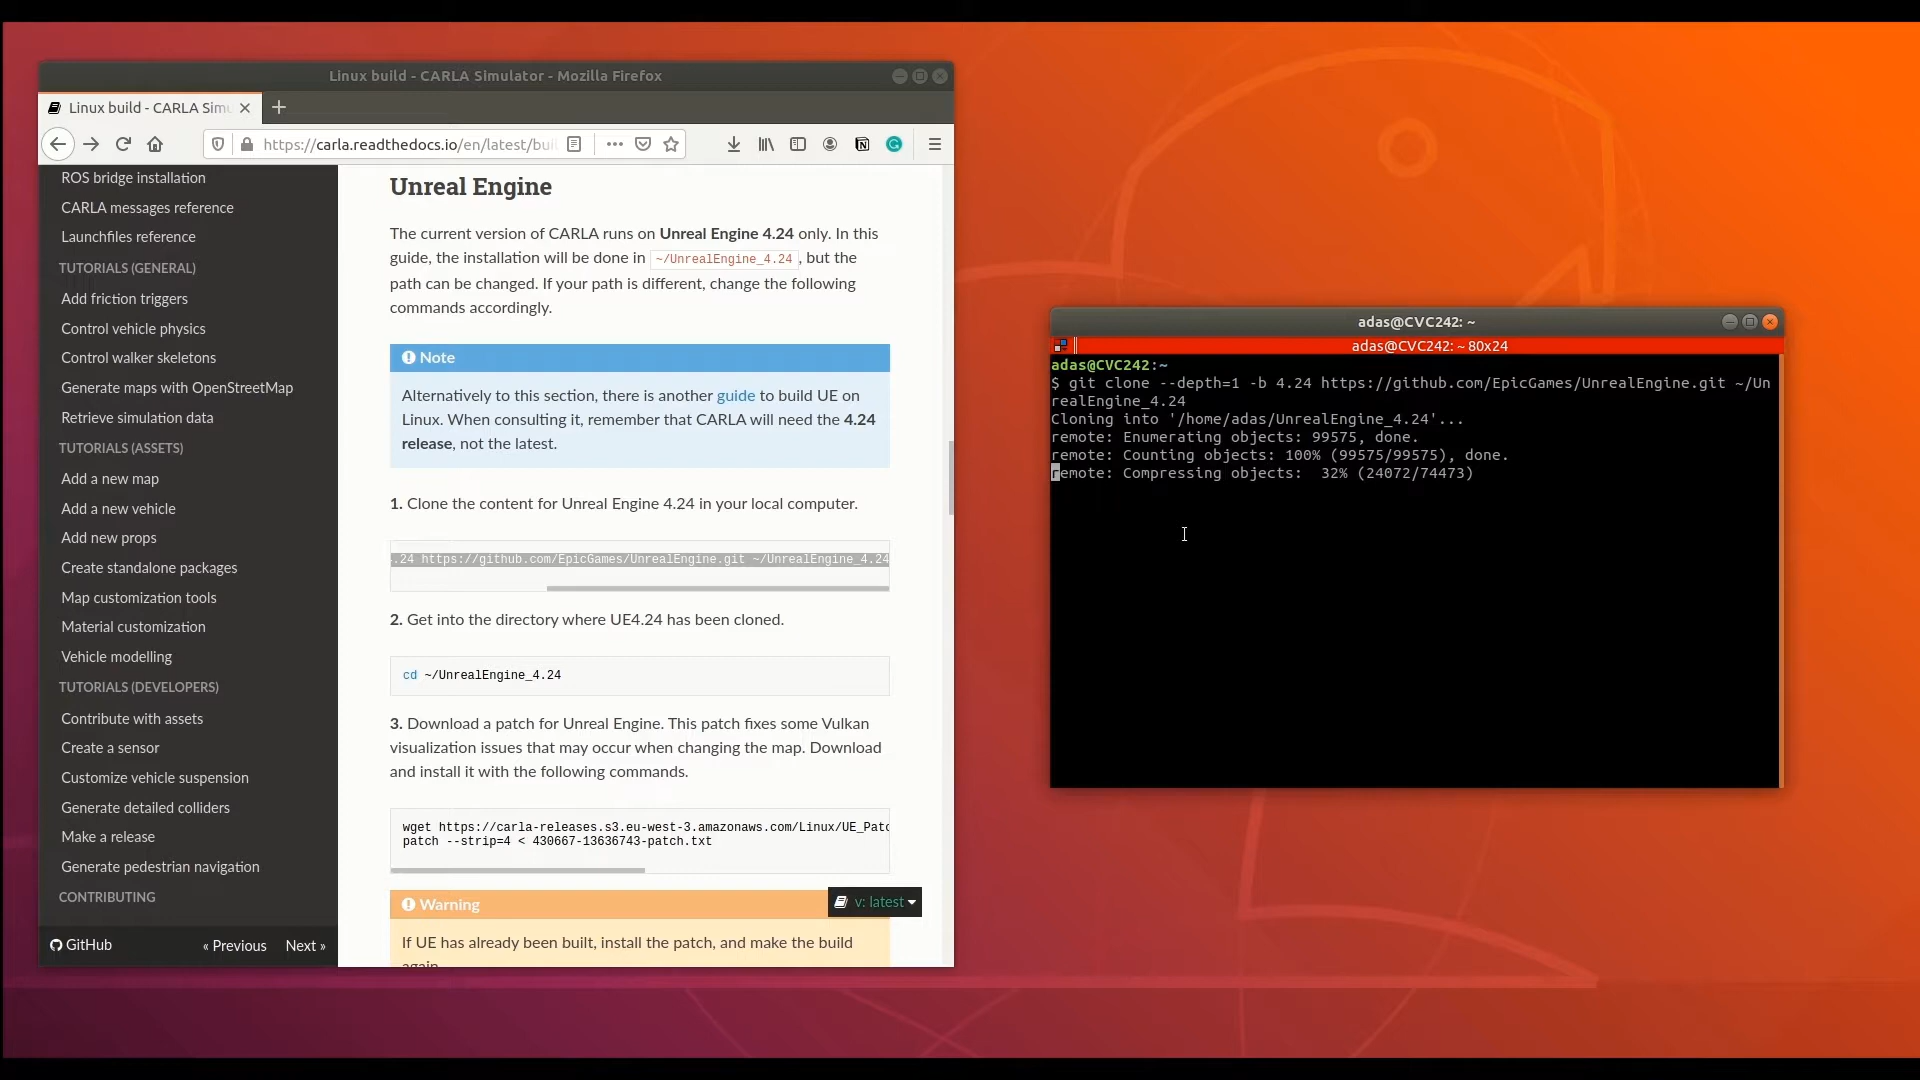 Linux build - CARLA Simulator - Mozilla Firefox
Linux build - CARLA Simu
https://carla.readthedocs.io/en/latest/bui
ROS bridge installation
CARLA messages reference
Launchfiles reference
TUTORIALS (GENERAL)
Add friction triggers
Control vehicle physics
Control walker skeletons
Generate maps with OpenStreetMap
Retrieve simulation data
TUTORIALS (ASSETS)
Add a new map
Add a new vehicle
Add new props
Create standalone packages
Map customization tools
Material customization
Vehicle modelling
TUTORIALS (DEVELOPERS)
Contribute with assets
Create a sensor
Customize vehicle suspension
Generate detailed colliders
Make a release
Generate pedestrian navigation
CONTRIBUTING
GitHub
« Previous
Next »
Unreal Engine
The current version of CARLA runs on Unreal Engine 4.24 only. In this
guide, the installation will be done in ~/UnrealEngine_4.24 , but the
path can be changed. If your path is different, change the following
commands accordingly.
Note
Alternatively to this section, there is another guide to build UE on
Linux. When consulting it, remember that CARLA will need the 4.24
release, not the latest.
1. Clone the content for Unreal Engine 4.24 in your local computer.
.24 https://github.com/EpicGames/UnrealEngine.git ~/UnrealEngine_4.24
2. Get into the directory where UE4.24 has been cloned.
cd ~/UnrealEngine_4.24
3. Download a patch for Unreal Engine. This patch fixes some Vulkan
visualization issues that may occur when changing the map. Download
and install it with the following commands.
wget https://carla-releases.s3.eu-west-3.amazonaws.com/Linux/UE_Patc
patch --strip=4 < 430667-13636743-patch.txt
Warning
v: latest
If UE has already been built, install the patch, and make the build
again.
adas@CVC242: ~
adas@CVC242: ~ 80x24
adas@CVC242:~
$ git clone --depth=1 -b 4.24 https://github.com/EpicGames/UnrealEngine.git ~/Un
realEngine_4.24
Cloning into '/home/adas/UnrealEngine_4.24'...
remote: Enumerating objects: 99575, done.
remote: Counting objects: 100% (99575/99575), done.
remote: Compressing objects:  32% (24072/74473)